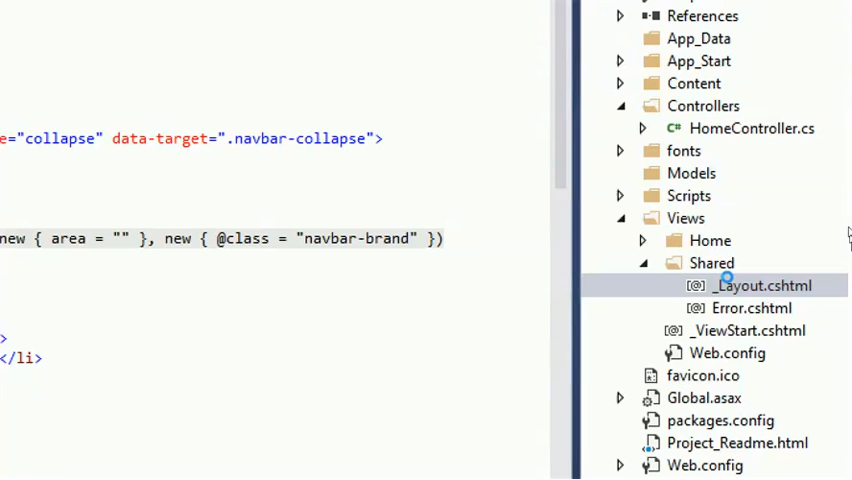 e="collapse" data-target=".navbar-collapse">
new { area = "" }, new { @class = "navbar-brand" })
>
</li>
References
App_Data
App_Start
Content
Controllers
C# HomeController.cs
fonts
Models
Scripts
Views
Home
Shared
[@] _Layout.cshtml
[@] Error.cshtml
[@] _ViewStart.cshtml
Web.config
favicon.ico
Global.asax
packages.config
Project_Readme.html
Web.config